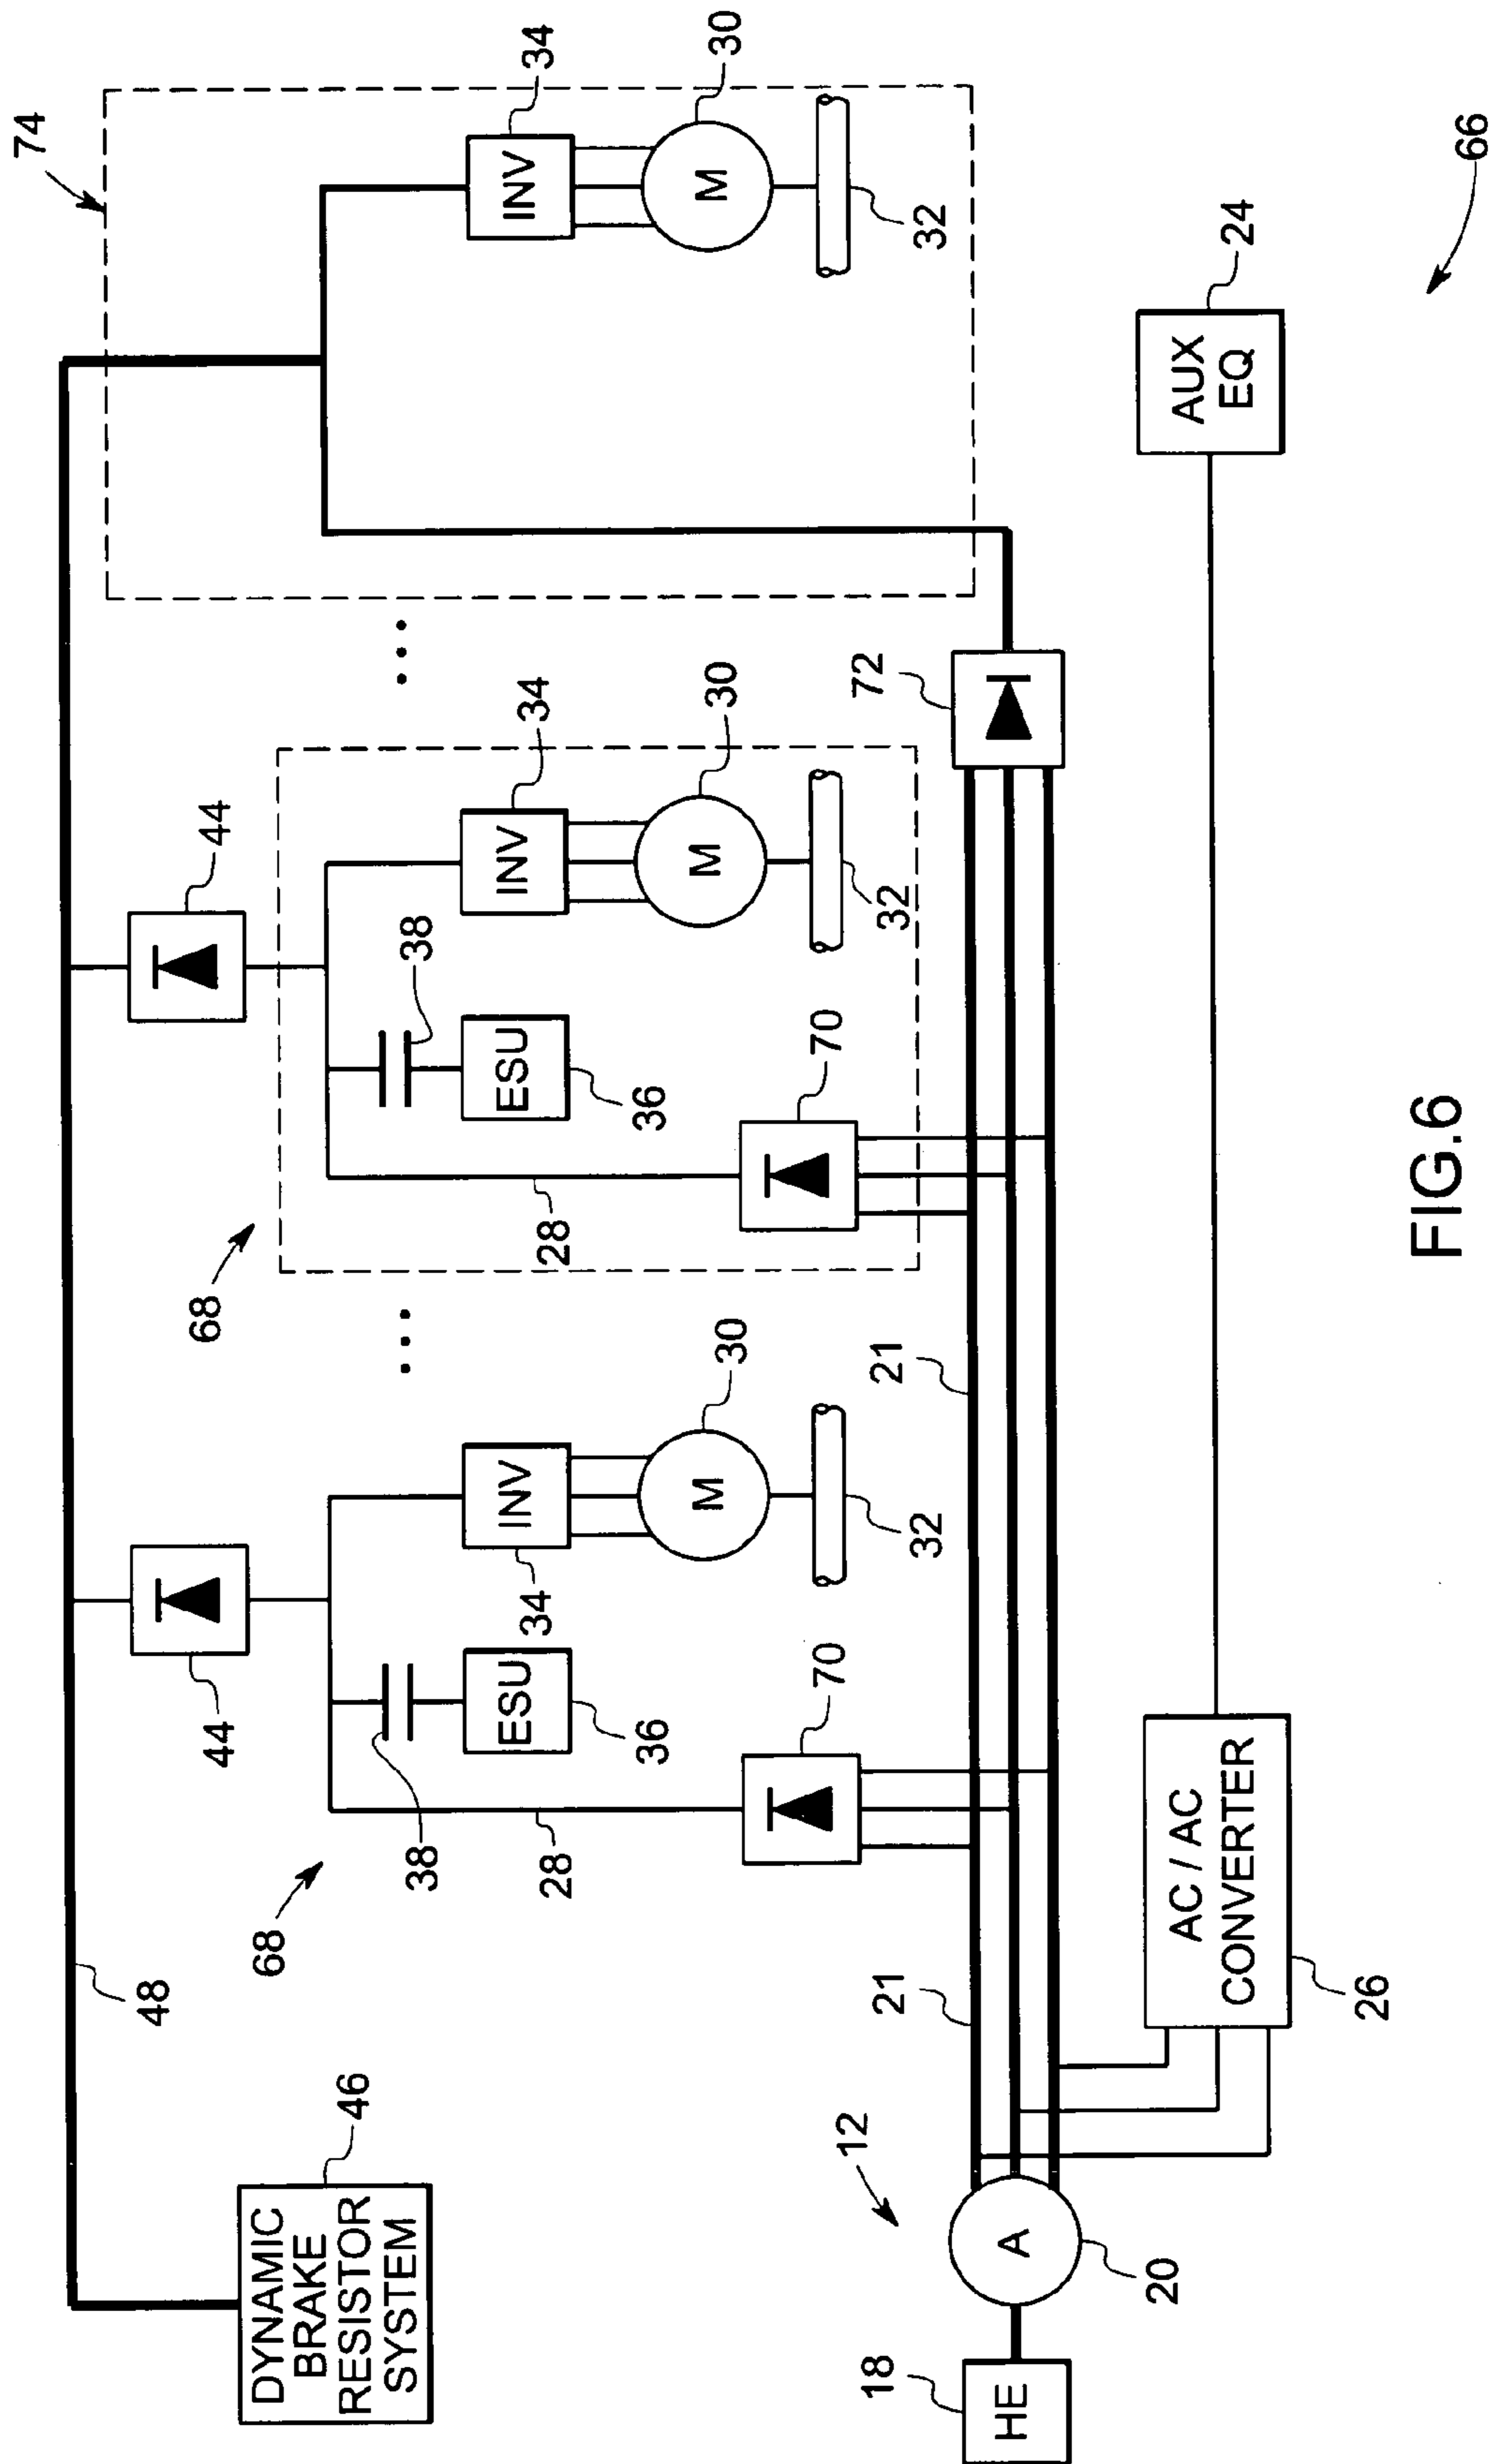 74
48
46
DYNAMIC
BRAKE
RESISTOR
SYSTEM
44
44
68
68
38
38
28
28
ESU
36
ESU
36
INV
34
INV
34
INV
34
M
30
M
30
M
30
32
32
32
70
70
72
...
...
12
21
21
HE
18
A
20
AC / AC
CONVERTER
26
AUX
EQ
24
66
FIG.6